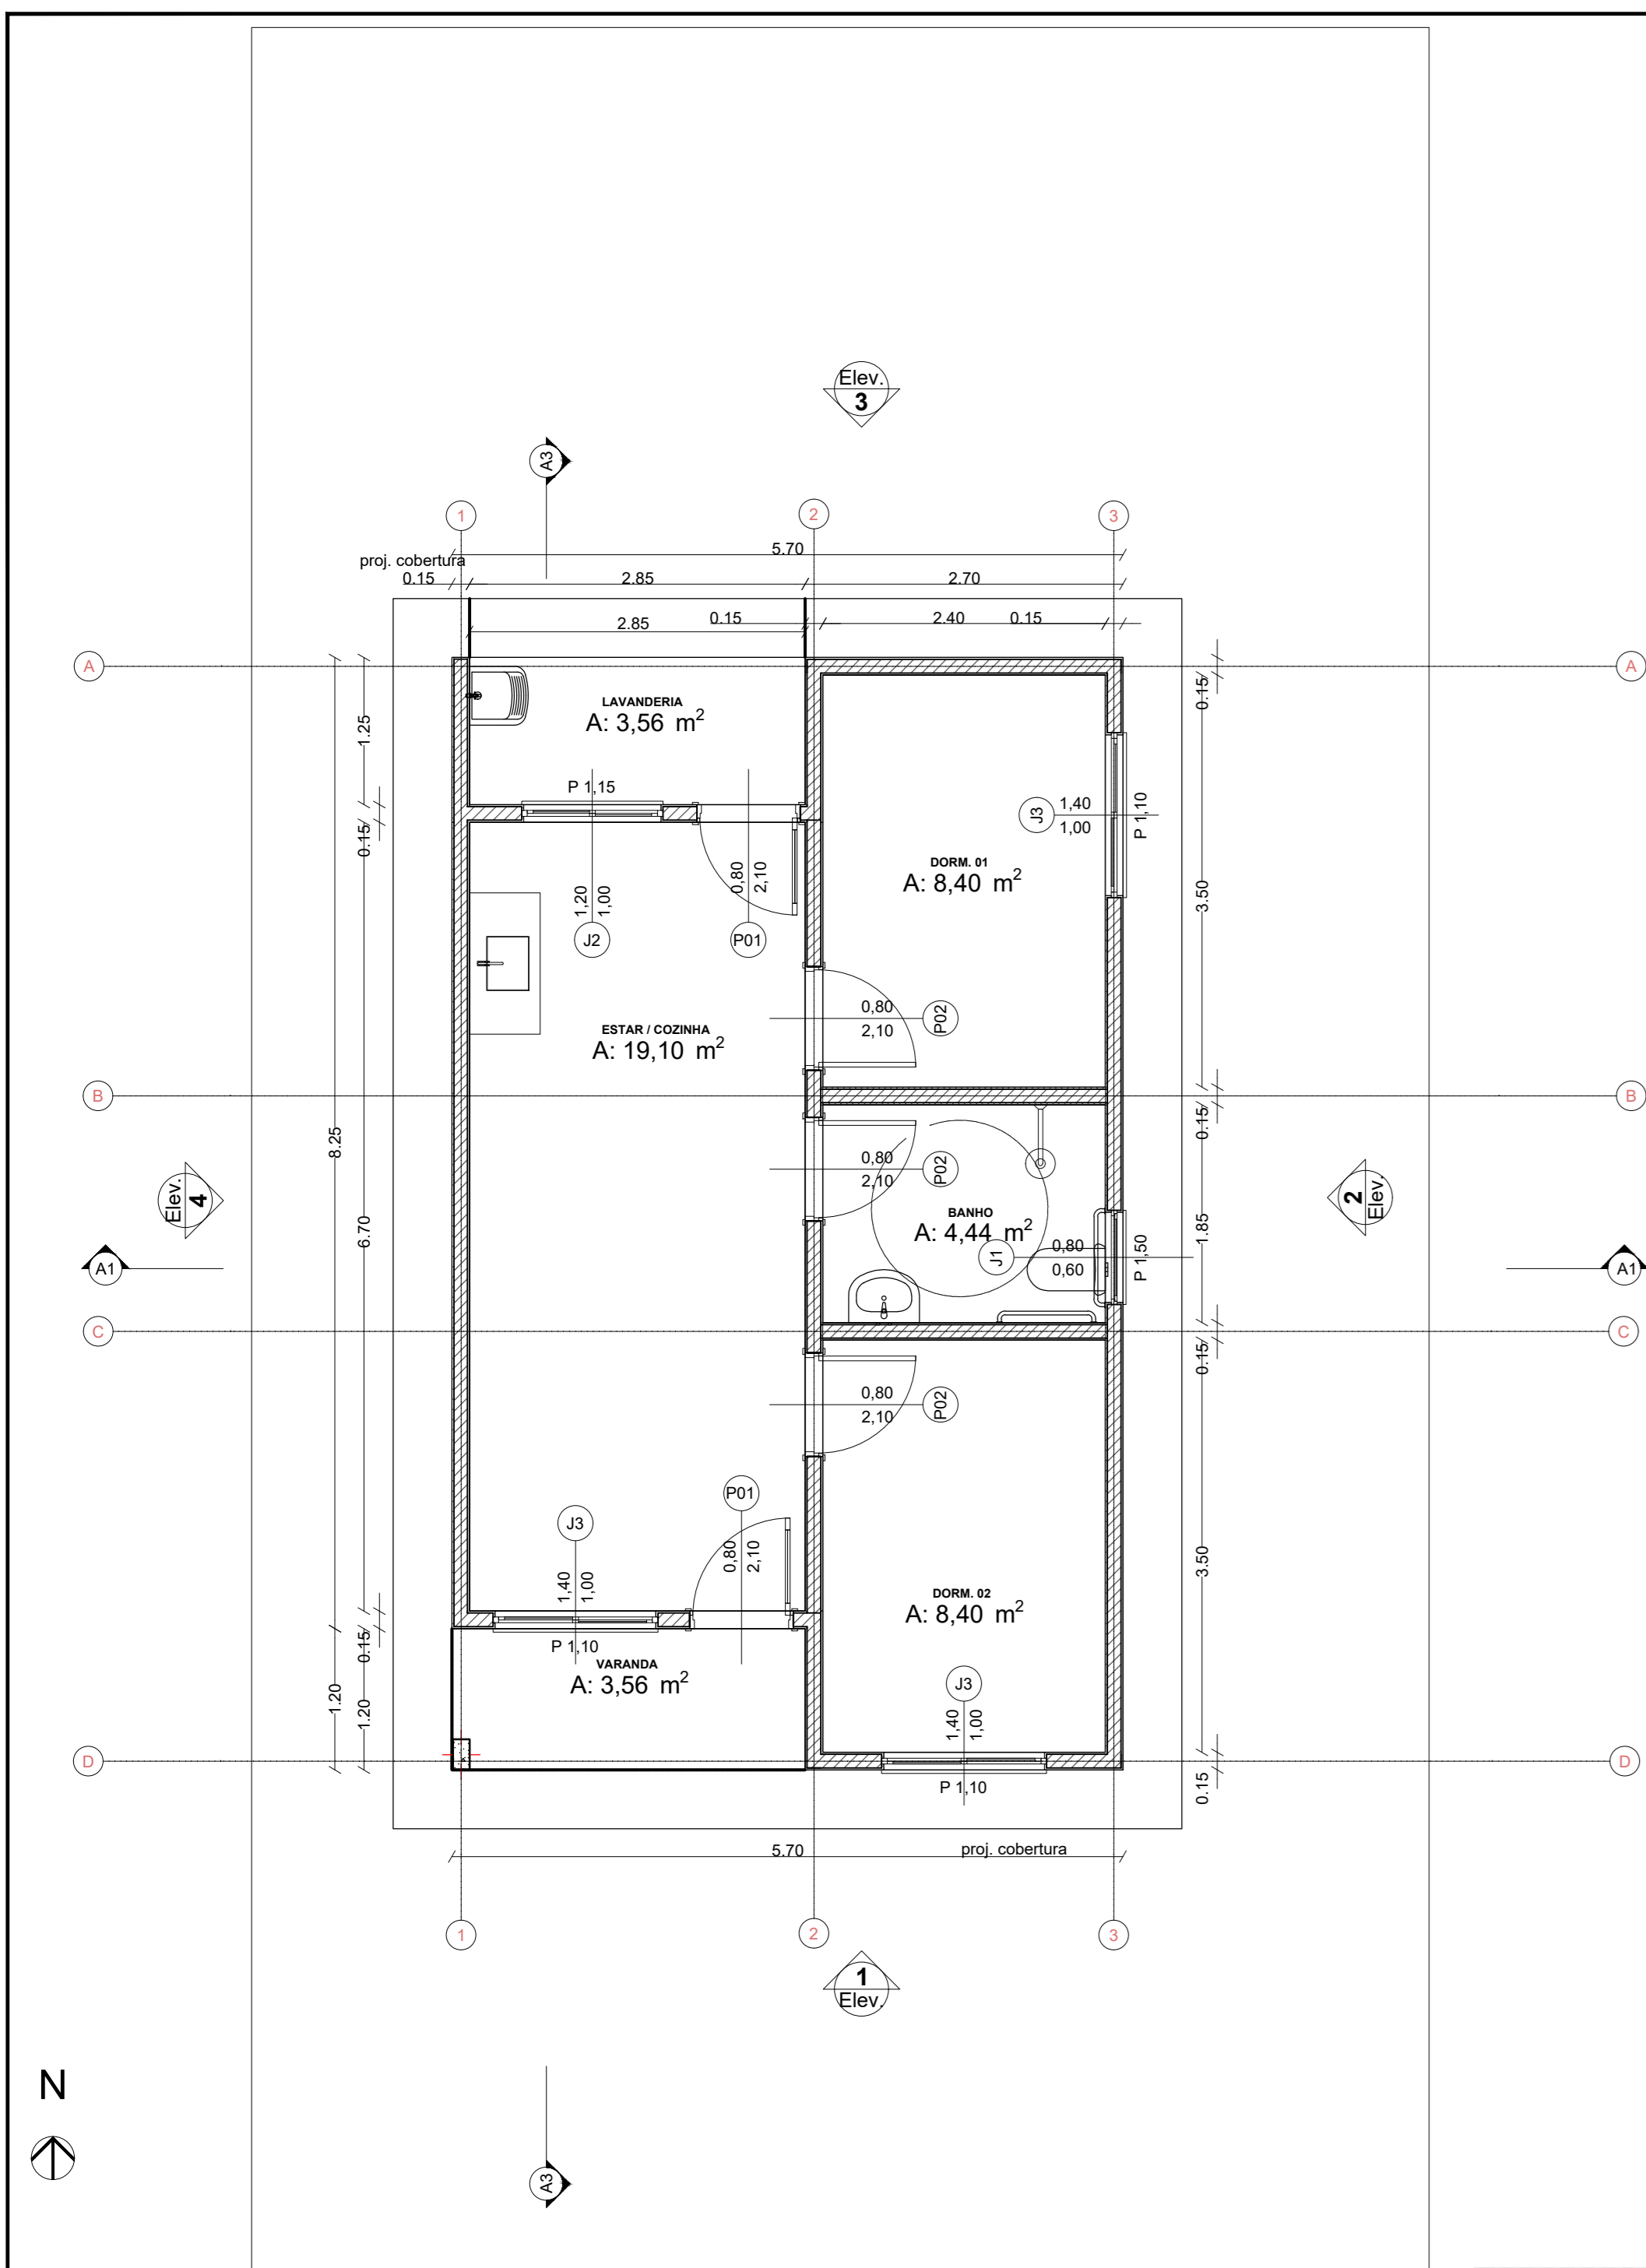 Elev.
3
A3
1
2
3
5.70
proj. cobertura
0.15
2.85
2.70
2.85
0.15
2.40
0.15
A
A
0.15
LAVANDERIA
A: 3,56 m²
1.25
P 1,15
J3
1,40
1,00
P 1,10
0.15
DORM. 01
A: 8,40 m²
0,80
2,10
1,20
1,00
3.50
J2
P01
0,80
2,10
P02
ESTAR / COZINHA
A: 19,10 m²
B
B
0.15
8.25
0,80
2,10
P02
Elev.
4
2
Elev.
BANHO
A: 4,44 m²
6.70
1.85
J1
0,80
0,60
P 1,50
A1
A1
C
C
0.15
0,80
2,10
P02
P01
J3
0,80
2,10
1,40
1,00
3.50
DORM. 02
A: 8,40 m²
0.15
P 1,10
VARANDA
A: 3,56 m²
J3
1.20
1.20
1,40
1,00
D
D
P 1,10
0.15
5.70
proj. cobertura
1
2
3
1
Elev.
N
A3